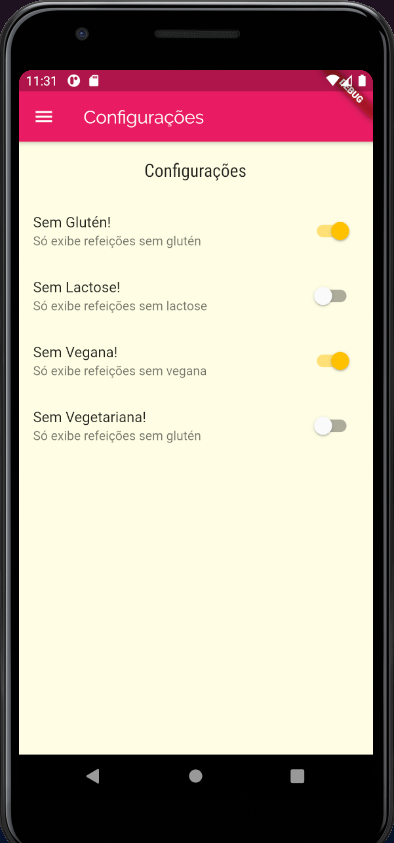 11:31
DEBUG
Configurações
Configurações
Sem Glutén!
Só exibe refeições sem glutén
Sem Lactose!
Só exibe refeições sem lactose
Sem Vegana!
Só exibe refeições sem vegana
Sem Vegetariana!
Só exibe refeições sem glutén